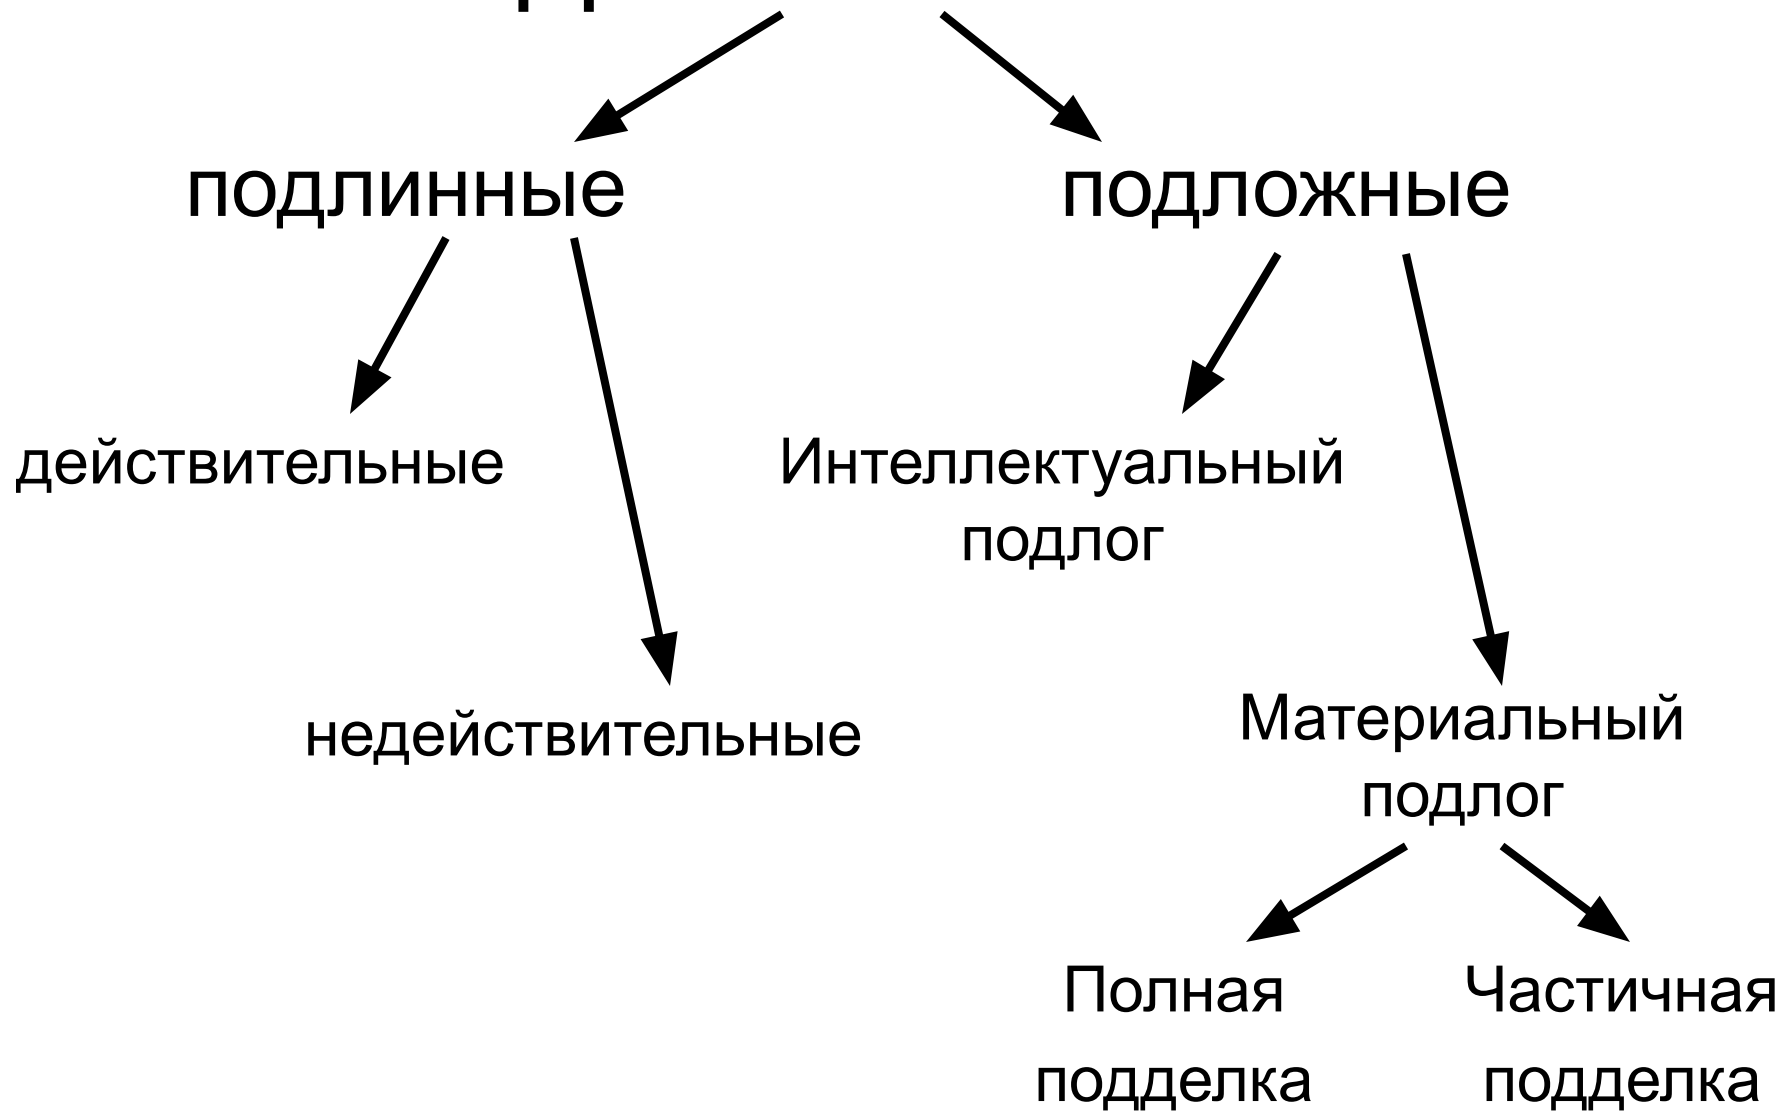 подлинные
подложные
действительные
Интеллектуальный
подлог
недействительные
Материальный
подлог
Полная
подделка
Частичная
подделка